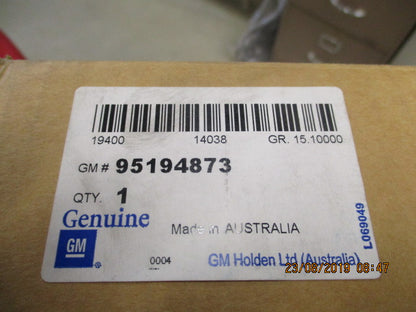 19400 14038 GR. 15.10000
GM # 95194873
QTY. 1
Genuine
Made in AUSTRALIA
GM ®
0004
GM Holden Ltd (Australia)
L069049
23/08/2019 08:47